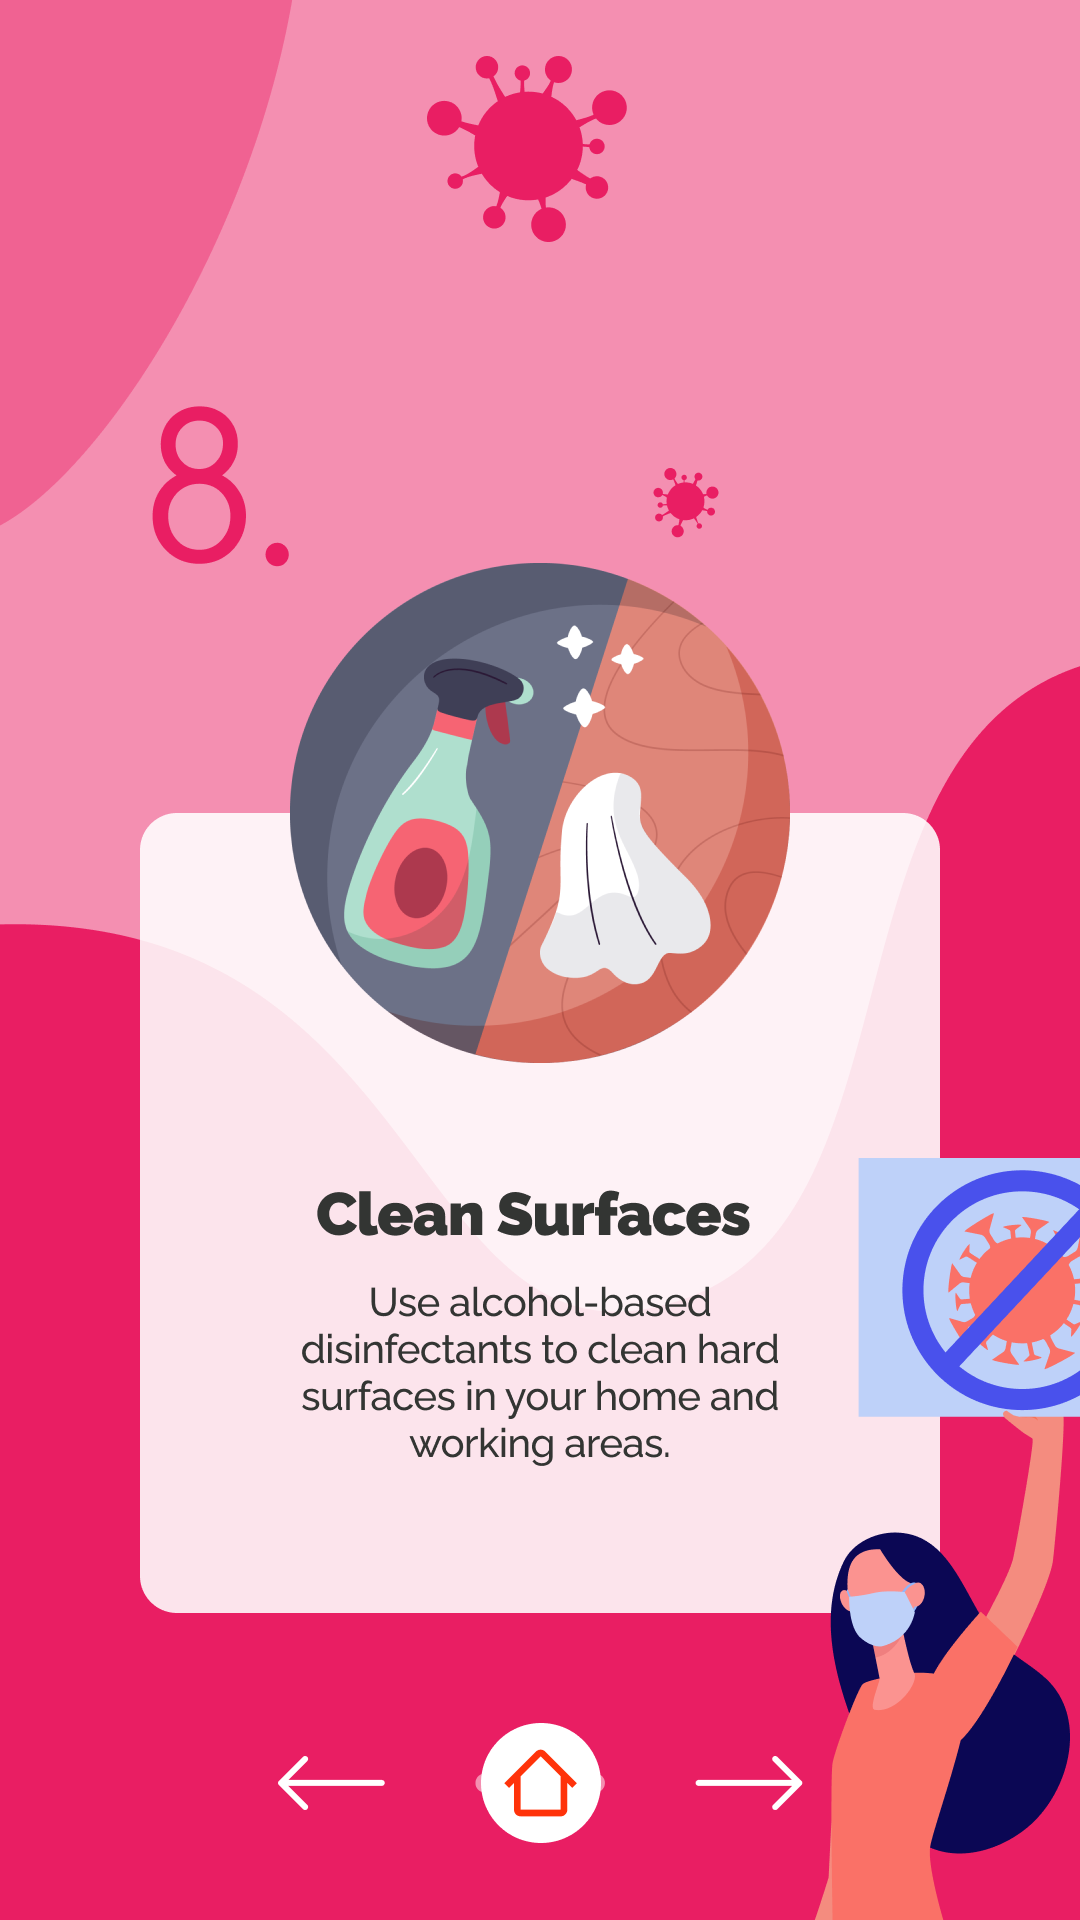 8.
Clean Surfaces
Use alcohol-based
disinfectants to clean hard
surfaces in your home and
working areas.